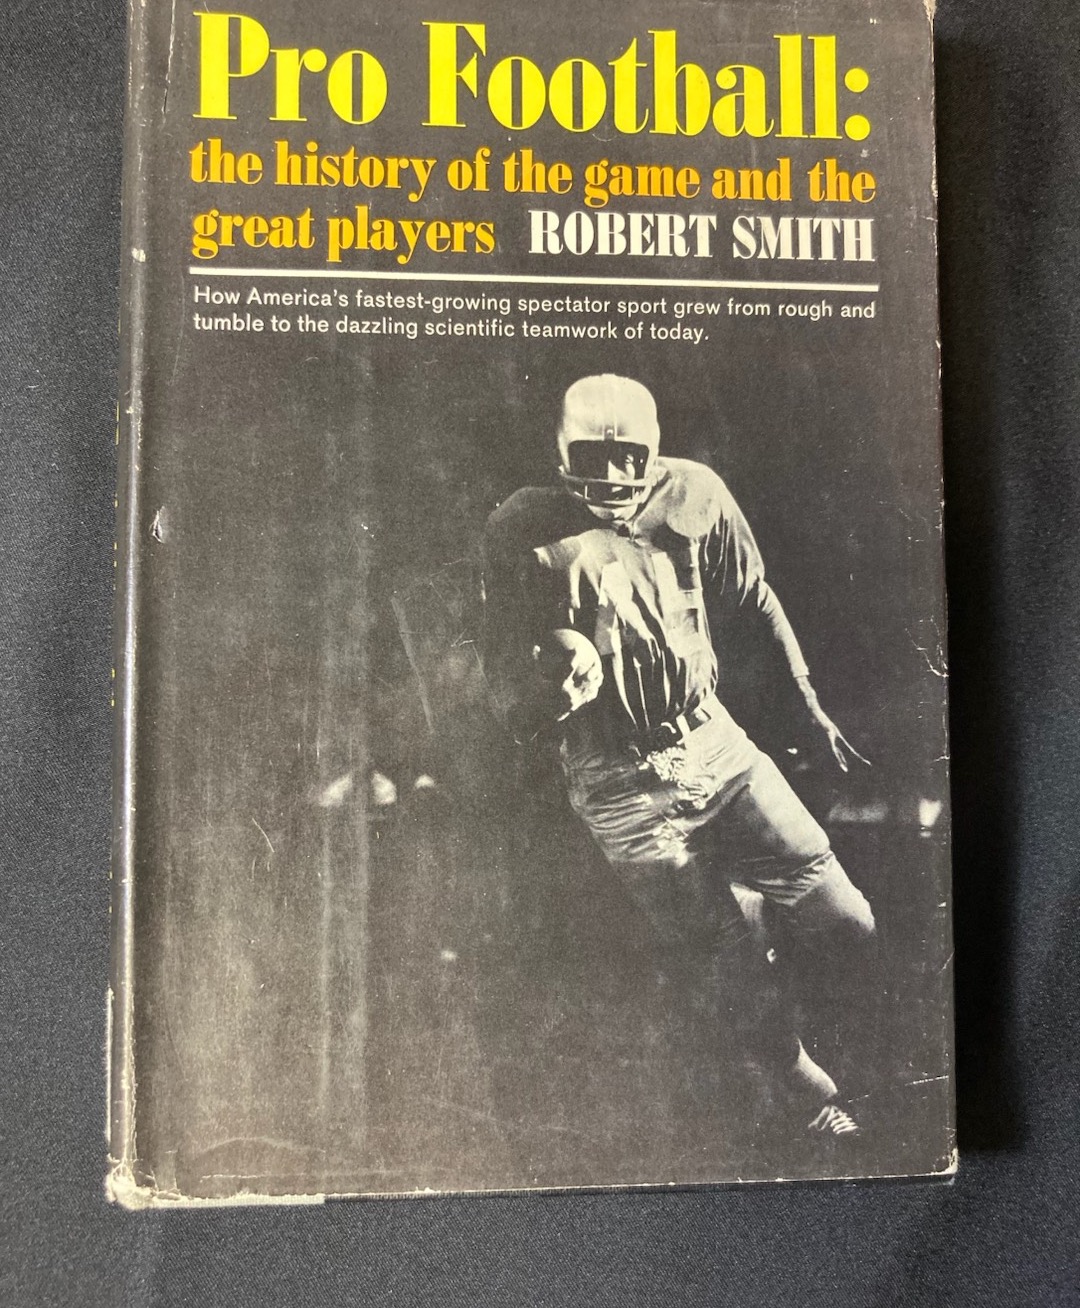 Pro Football:
the history of the game and the
great players ROBERT SMITH
How America's fastest-growing spectator sport grew from rough and
tumble to the dazzling scientific teamwork of today.